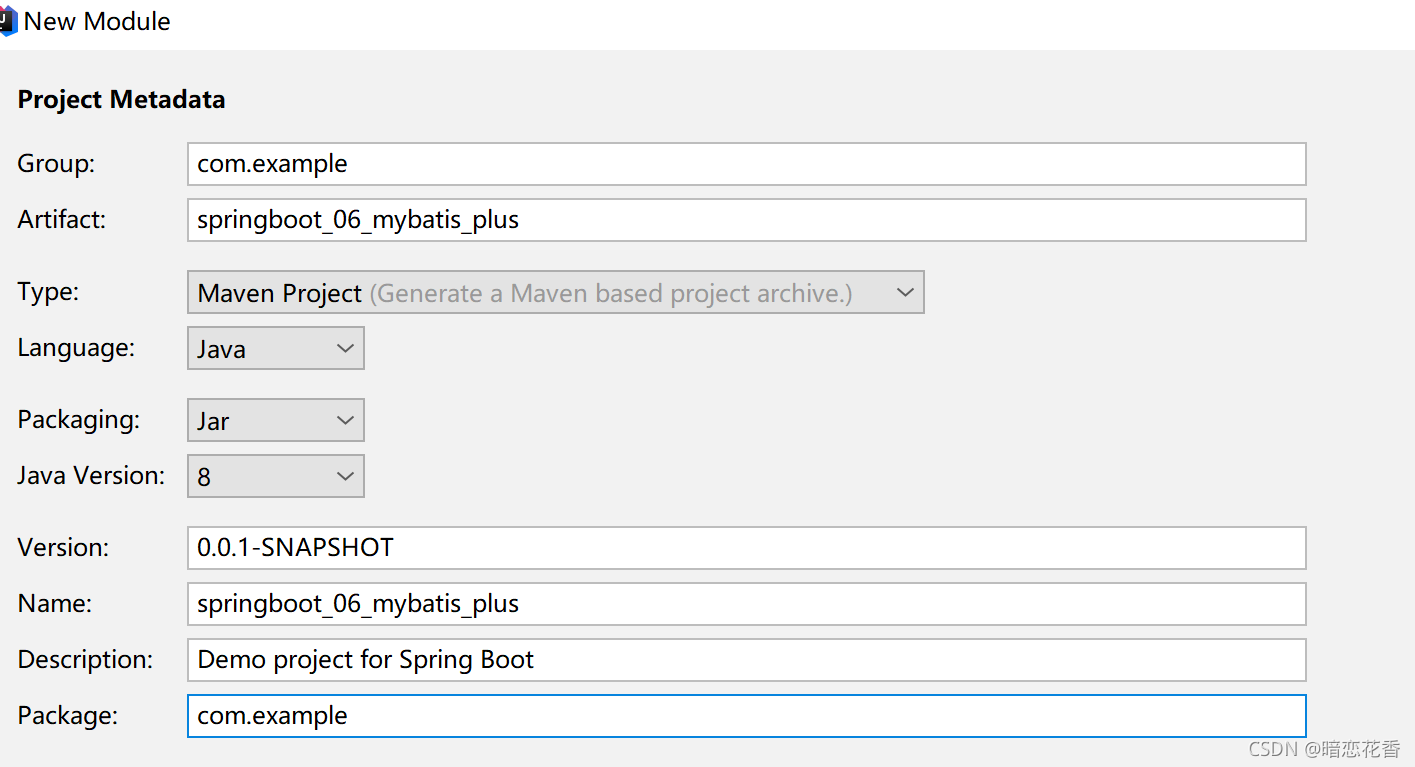 New Module
Project Metadata
Group: com.example
Artifact: springboot_06_mybatis_plus
Type: Maven Project (Generate a Maven based project archive.)
Language: Java
Packaging: Jar
Java Version: 8
Version: 0.0.1-SNAPSHOT
Name: springboot_06_mybatis_plus
Description: Demo project for Spring Boot
Package: com.example
CSDN @暗恋花香